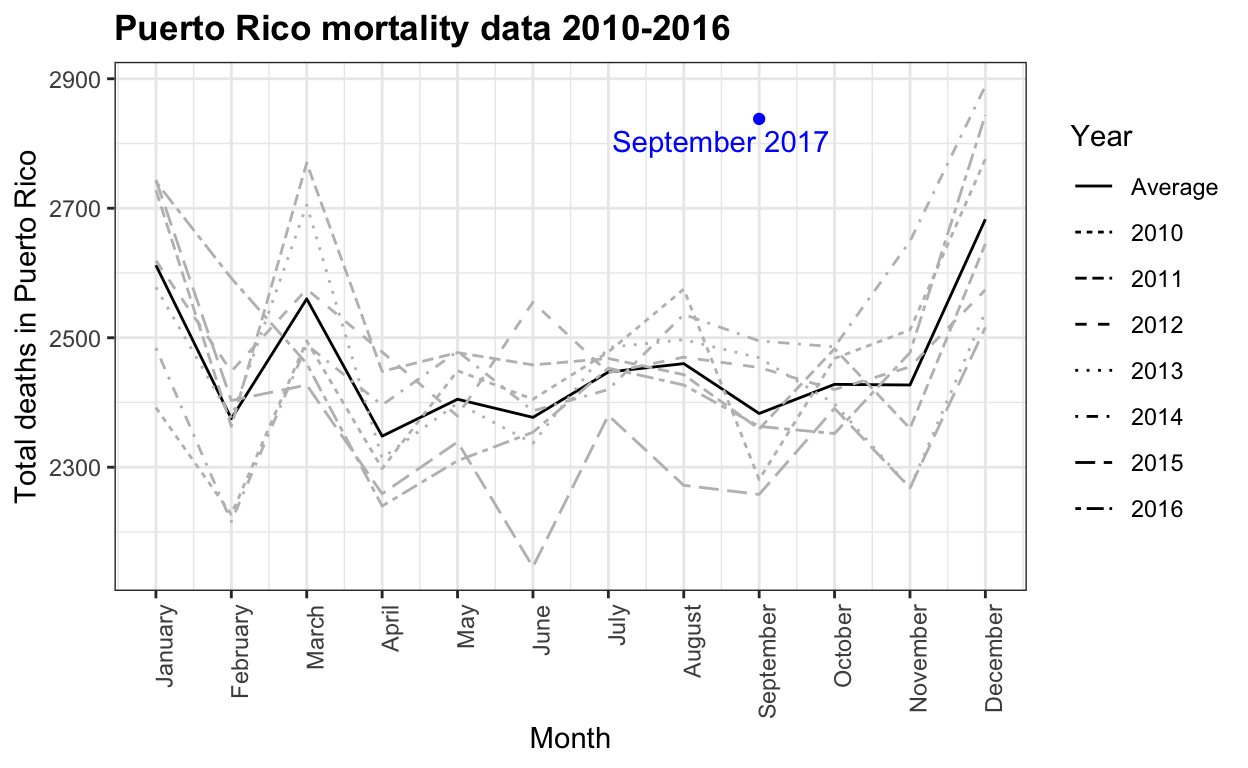 Puerto Rico mortality data 2010-2016
Total deaths in Puerto Rico
2900
2700
2500
2300
September 2017
January
February
March
April
May
June
July
August
September
October
November
December
Month
Year
Average
2010
2011
2012
2013
2014
2015
2016